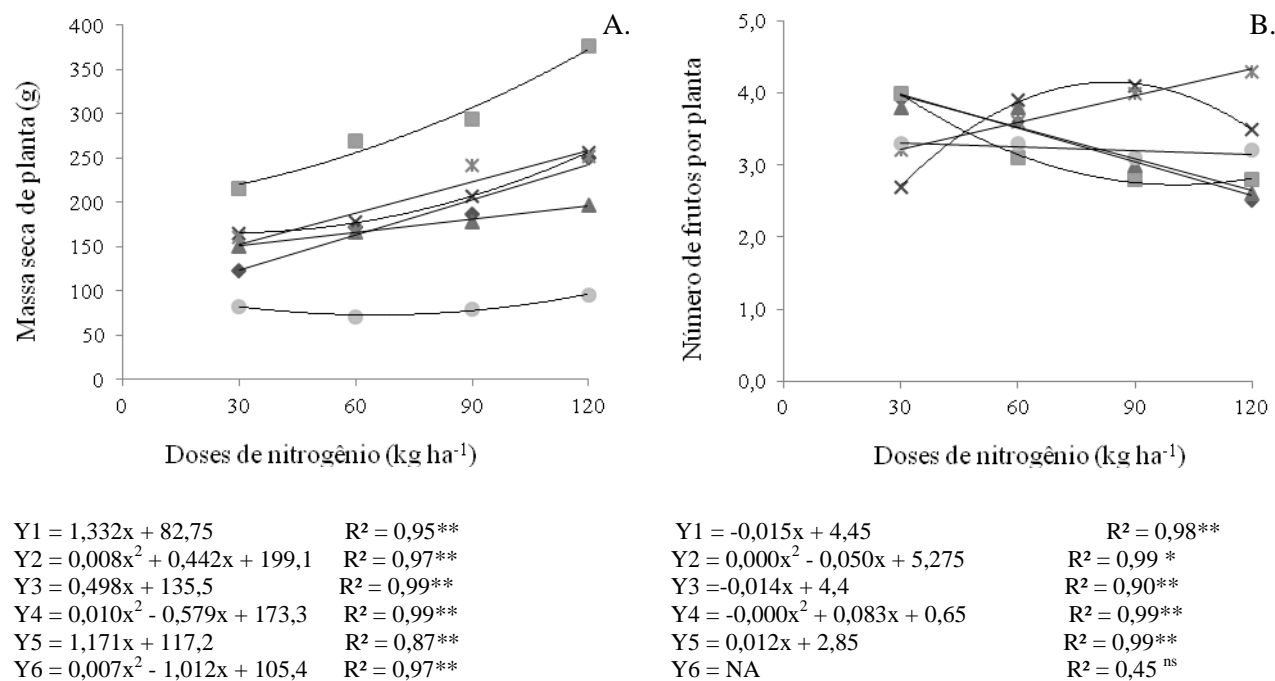 A.
Massa seca de planta (g)
400
350
300
250
200
150
100
50
0
0 30 60 90 120
Doses de nitrogênio (kg ha⁻¹)
B.
Número de frutos por planta
5,0
4,0
3,0
2,0
1,0
0,0
0 30 60 90 120
Doses de nitrogênio (kg ha⁻¹)
Y1 = 1,332x + 82,75 R² = 0,95**
Y2 = 0,008x² + 0,442x + 199,1 R² = 0,97**
Y3 = 0,498x + 135,5 R² = 0,99**
Y4 = 0,010x² - 0,579x + 173,3 R² = 0,99**
Y5 = 1,171x + 117,2 R² = 0,87**
Y6 = 0,007x² - 1,012x + 105,4 R² = 0,97**
Y1 = -0,015x + 4,45 R² = 0,98**
Y2 = 0,000x² - 0,050x + 5,275 R² = 0,99 *
Y3 =-0,014x + 4,4 R² = 0,90**
Y4 = -0,000x² + 0,083x + 0,65 R² = 0,99**
Y5 = 0,012x + 2,85 R² = 0,99**
Y6 = NA R² = 0,45 ⁿˢ